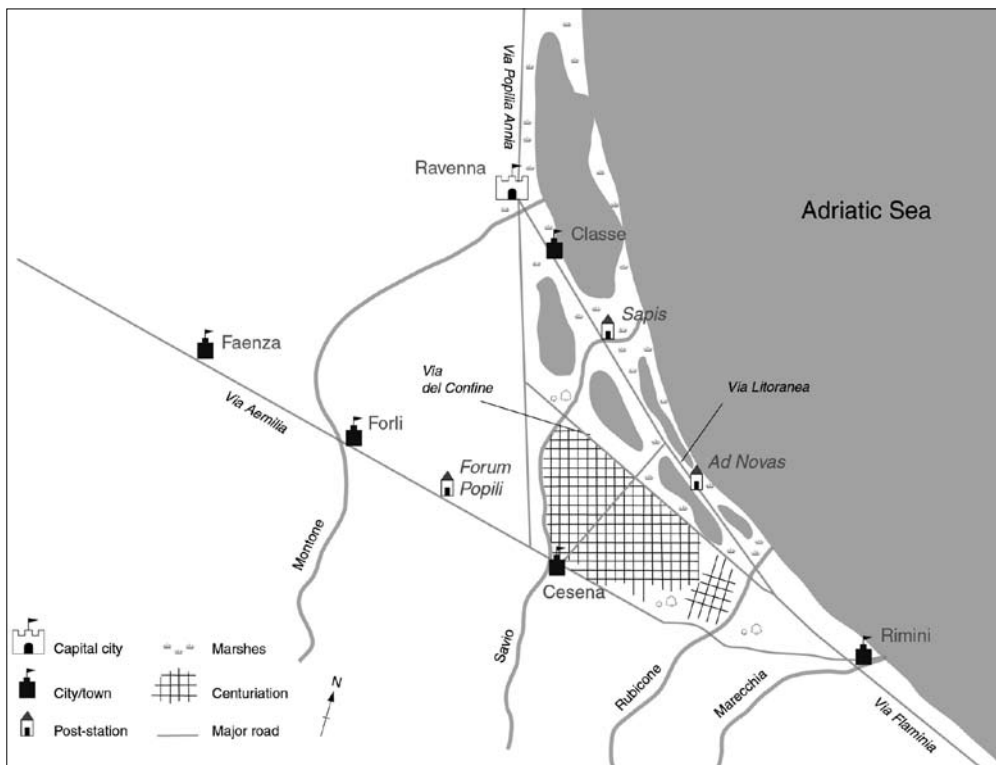 Via Popilia Annia
Ravenna
Adriatic Sea
Classe
Sapis
Faenza
Via
del Confine
Via Litoranea
Via Aemilia
Forli
Forum
Popili
Ad Novas
Montone
Cesena
Savio
Rubicone
Marecchia
Rimini
Via Flaminia
Capital city
Marshes
City/town
Centuriation
N
Post-station
Major road